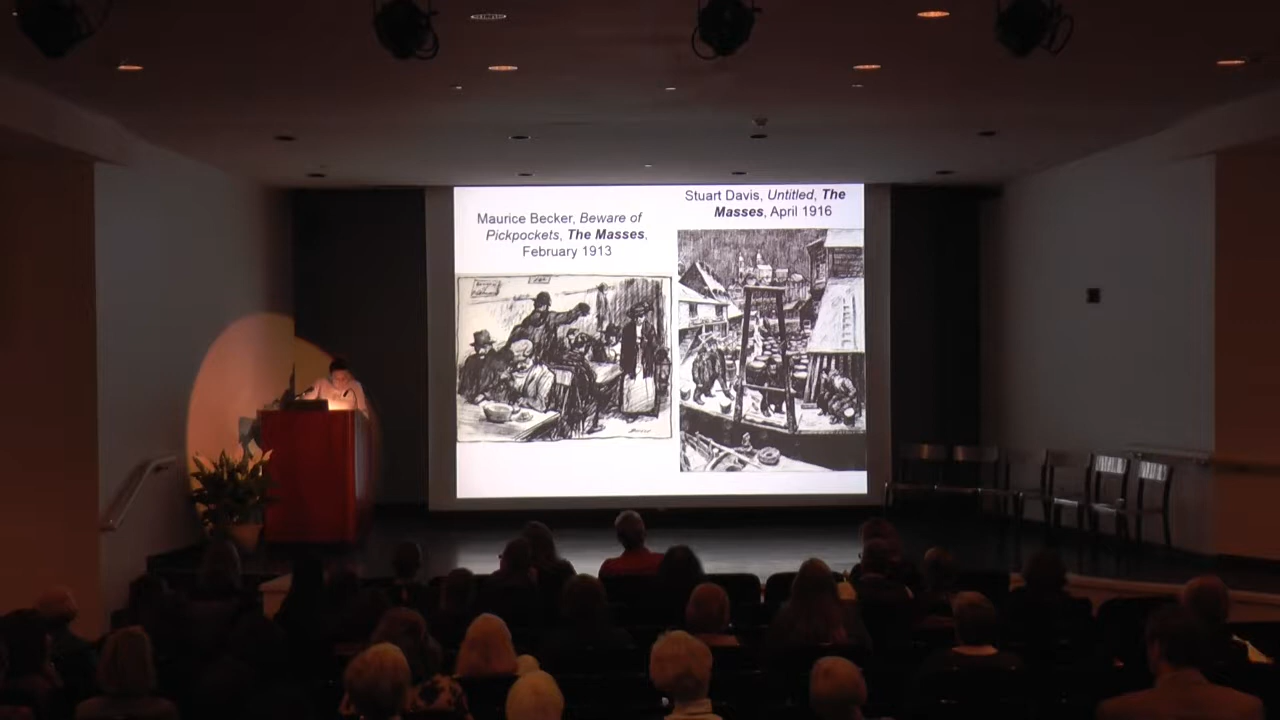 Maurice Becker, Beware of
Pickpockets, The Masses,
February 1913
Stuart Davis, Untitled, The
Masses, April 1916